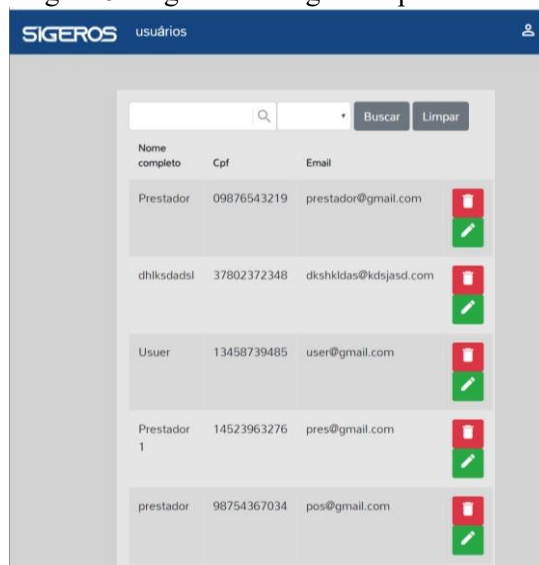 SIGEROS usuários
Buscar Limpar
Nome
completo Cpf Email
Prestador 09876543219 prestador@gmail.com
dhlksdadsl 37802372348 dkshkldas@kdsjasd.com
Usuer 13458739485 user@gmail.com
Prestador 14523963276 pres@gmail.com
1
prestador 98754367034 pos@gmail.com